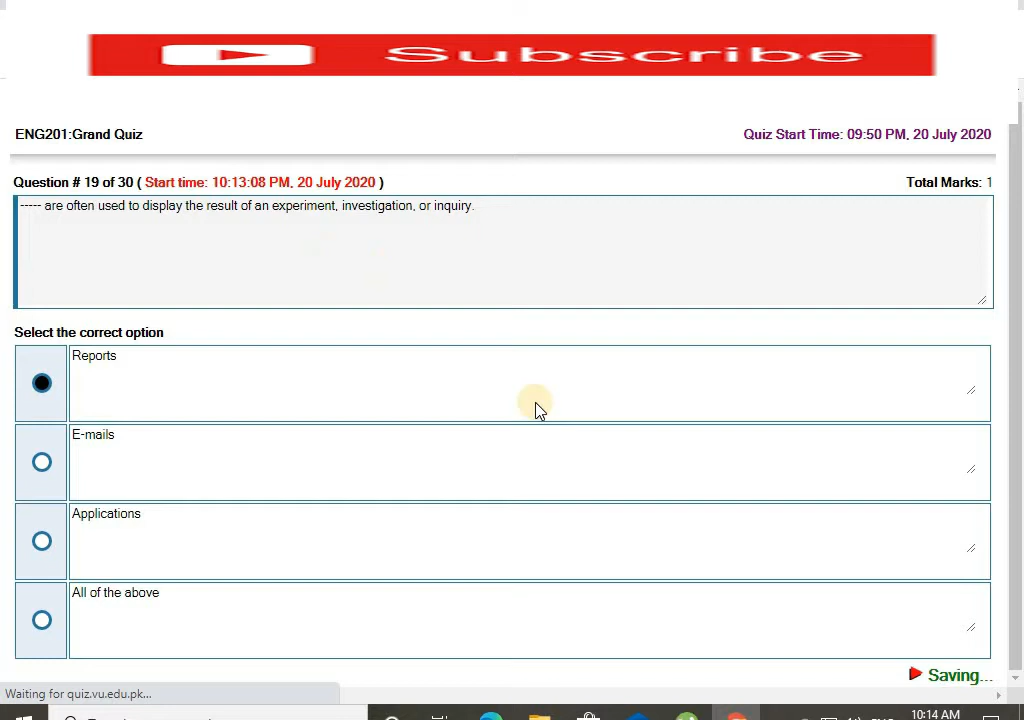 Subscribe
ENG201:Grand Quiz
Quiz Start Time: 09:50 PM, 20 July 2020
Question # 19 of 30 ( Start time: 10:13:08 PM, 20 July 2020 )
Total Marks: 1
----- are often used to display the result of an experiment, investigation, or inquiry.
Select the correct option
Reports
E-mails
Applications
All of the above
Saving...
Waiting for quiz.vu.edu.pk...
10:14 AM